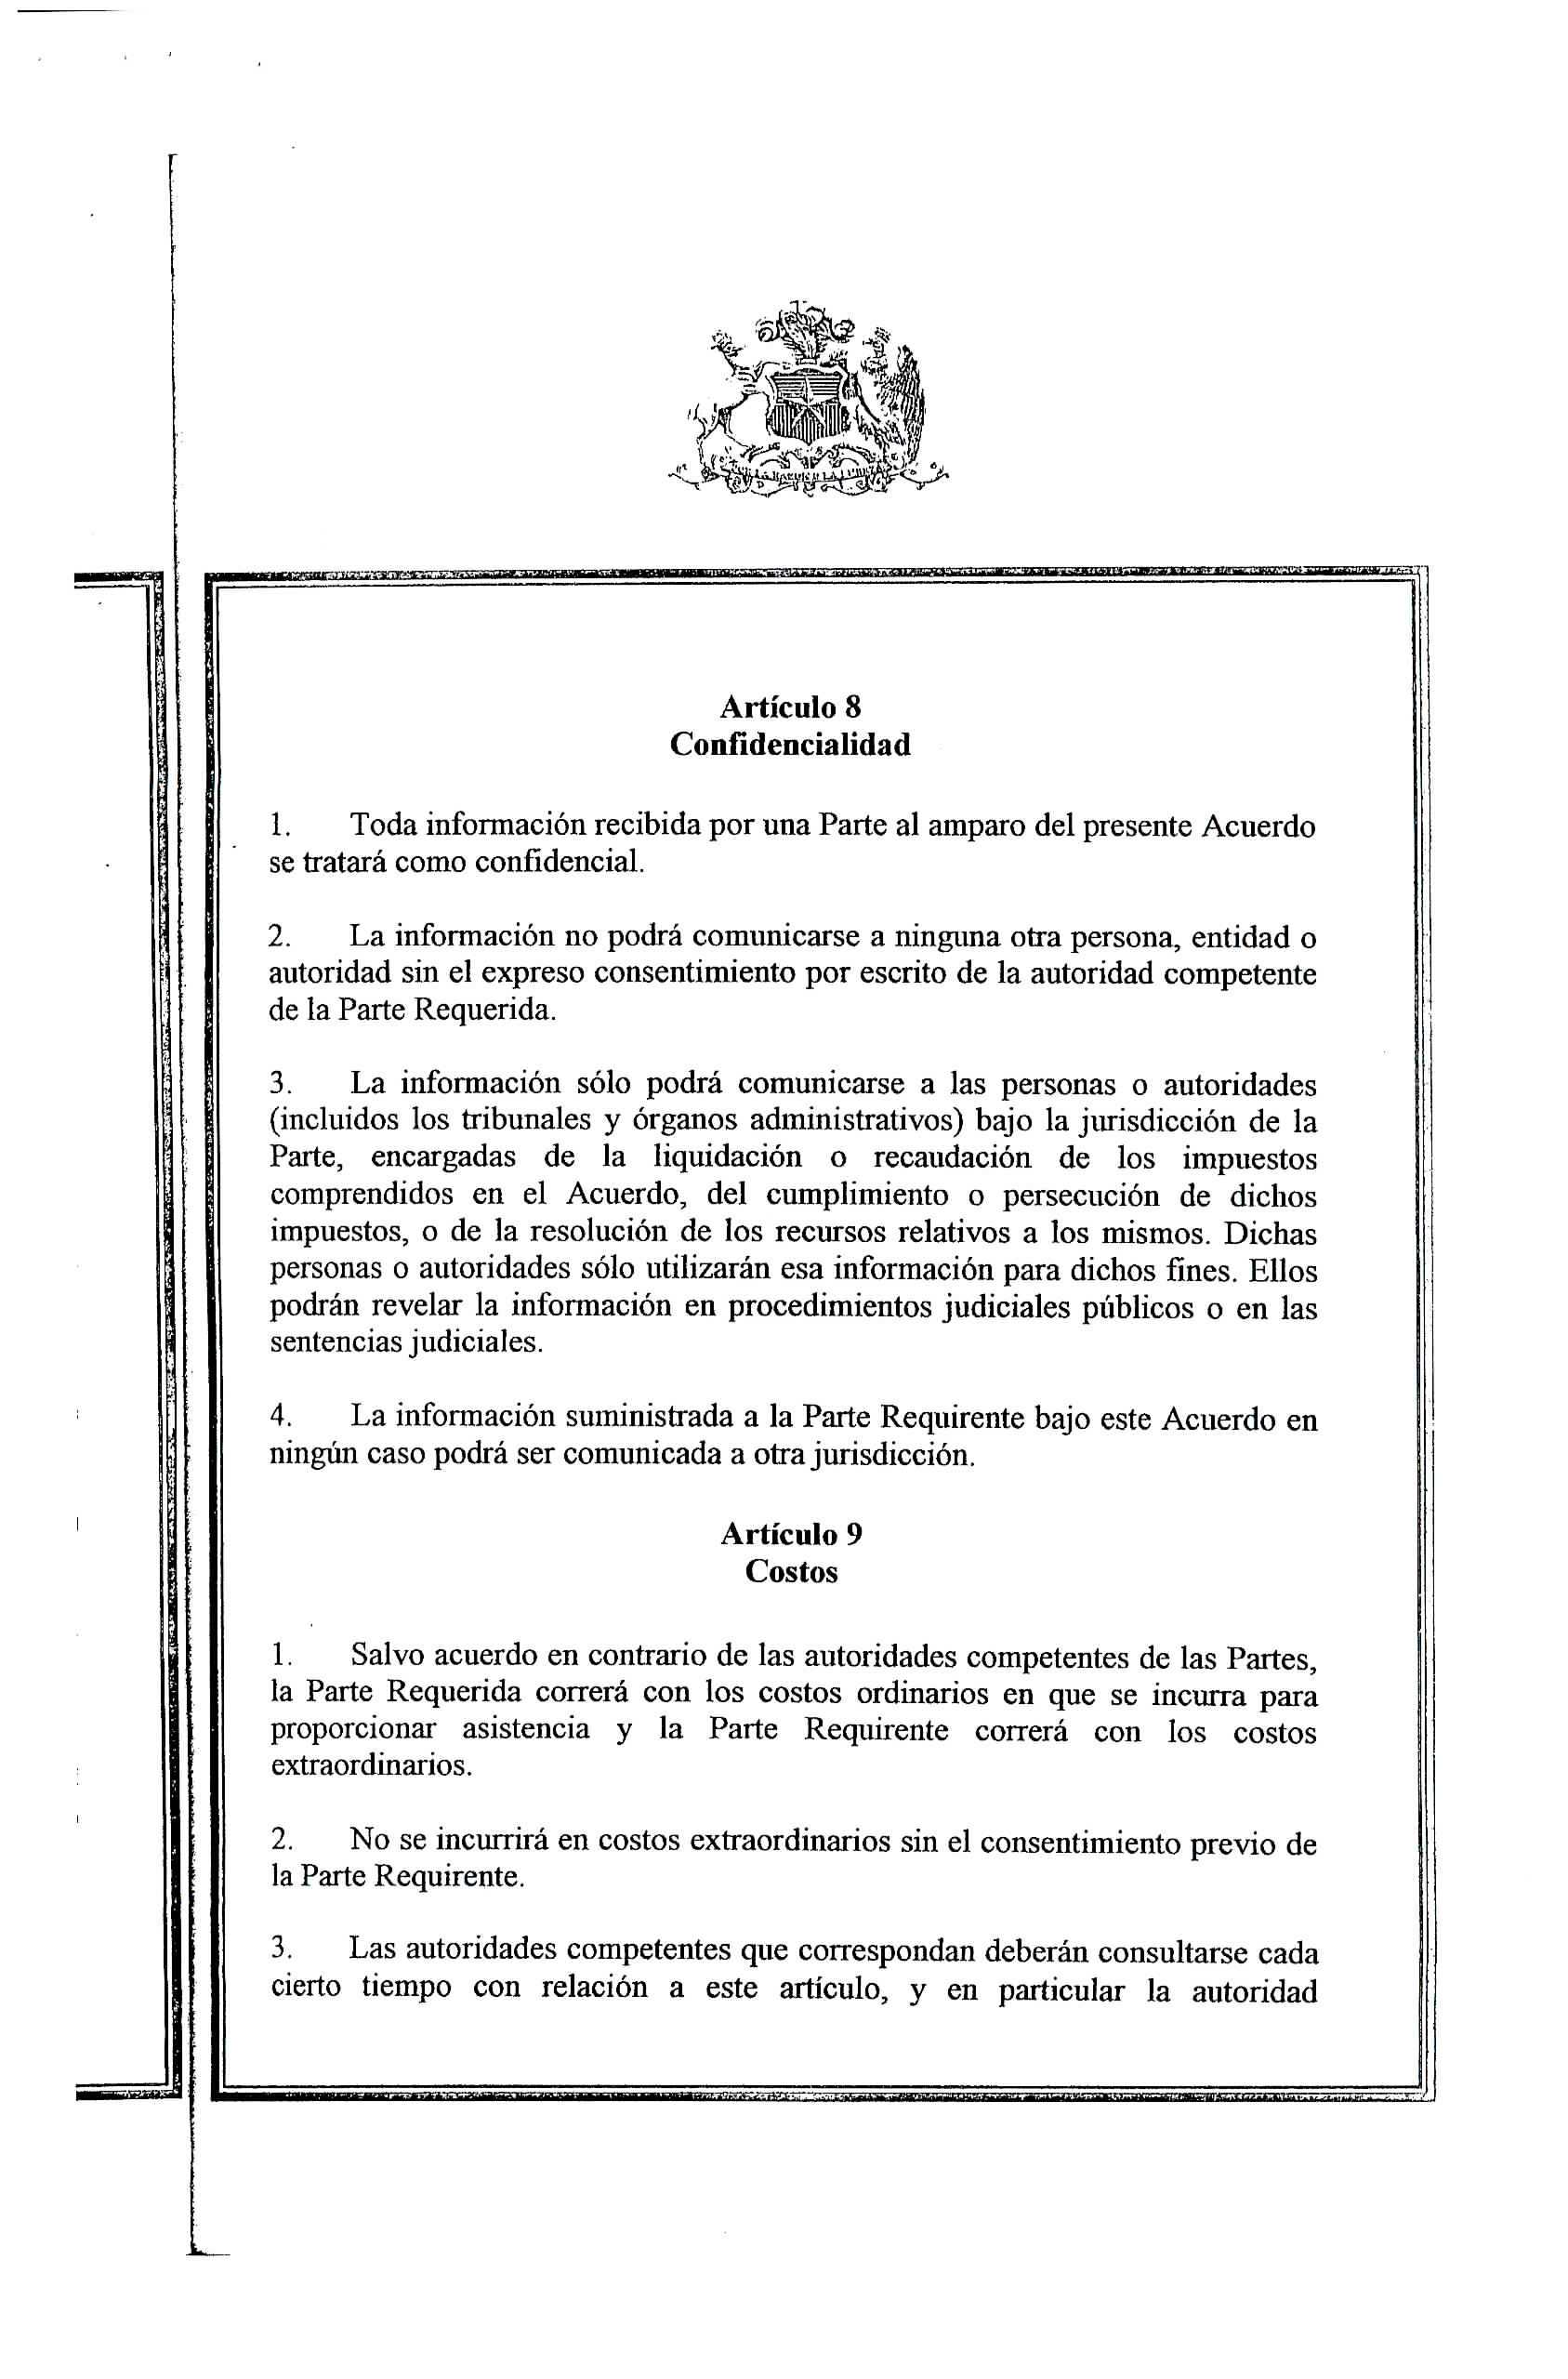 Artículo 8
Confidencialidad
1. Toda información recibida por una Parte al amparo del presente Acuerdo
se tratará como confidencial.
2. La información no podrá comunicarse a ninguna otra persona, entidad o
autoridad sin el expreso consentimiento por escrito de la autoridad competente
de la Parte Requerida.
3. La información sólo podrá comunicarse a las personas o autoridades
(incluidos los tribunales y órganos administrativos) bajo la jurisdicción de la
Parte, encargadas de la liquidación o recaudación de los impuestos
comprendidos en el Acuerdo, del cumplimiento o persecución de dichos
impuestos, o de la resolución de los recursos relativos a los mismos. Dichas
personas o autoridades sólo utilizarán esa información para dichos fines. Ellos
podrán revelar la información en procedimientos judiciales públicos o en las
sentencias judiciales.
4. La información suministrada a la Parte Requirente bajo este Acuerdo en
ningún caso podrá ser comunicada a otra jurisdicción.
Artículo 9
Costos
1. Salvo acuerdo en contrario de las autoridades competentes de las Partes,
la Parte Requerida correrá con los costos ordinarios en que se incurra para
proporcionar asistencia y la Parte Requirente correrá con los costos
extraordinarios.
2. No se incurrirá en costos extraordinarios sin el consentimiento previo de
la Parte Requirente.
3. Las autoridades competentes que correspondan deberán consultarse cada
cierto tiempo con relación a este artículo, y en particular la autoridad